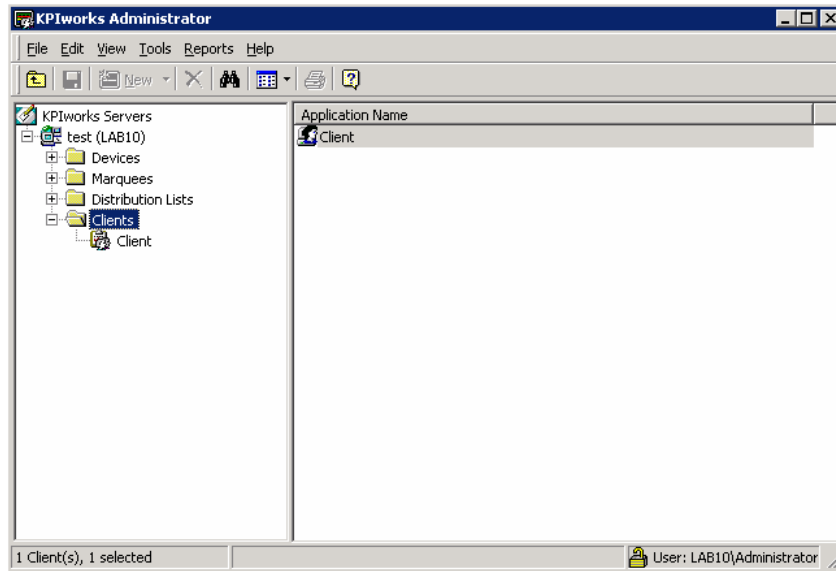 KPIworks Administrator
File Edit View Tools Reports Help
New
KPIworks Servers
test (LAB10)
Devices
Marquees
Distribution Lists
Clients
Client
Application Name
Client
1 Client(s), 1 selected
User: LAB10\Administrator